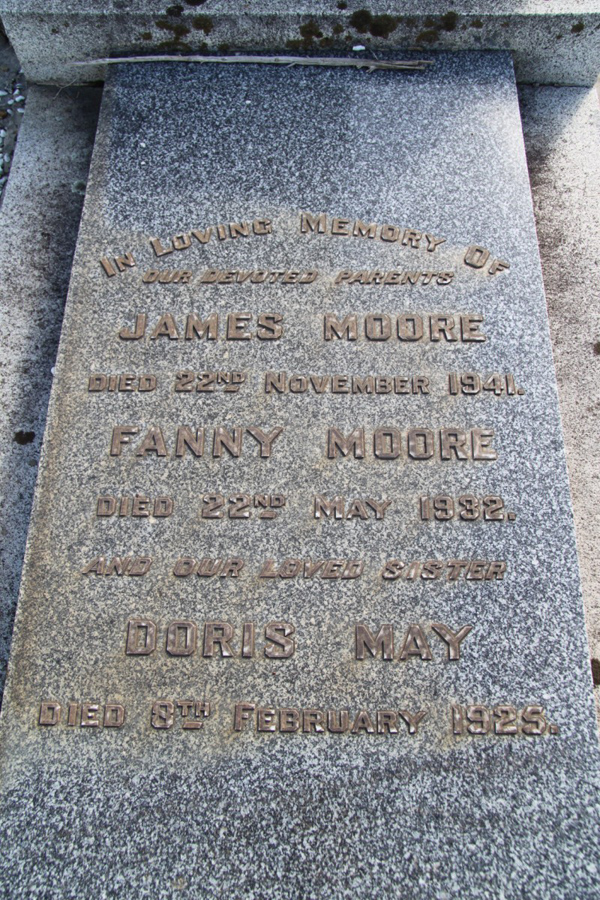 IN LOVING MEMORY OF
OUR DEVOTED PARENTS
JAMES MOORE
DIED 22ND NOVEMBER 1941.
FANNY MOORE
DIED 22ND MAY 1932.
AND OUR LOVED SISTER
DORIS MAY
DIED 8TH FEBRUARY 1925.